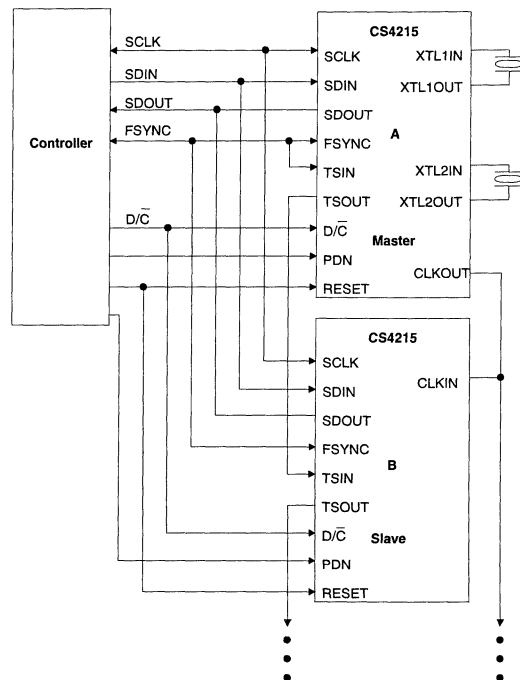 CS4215
SCLK
SCLK
XTL1IN
SDIN
SDIN
XTL1OUT
SDOUT
SDOUT
FSYNC
FSYNC
Controller
A
TSIN
XTL2IN
TSOUT
XTL2OUT
D/C̅
D/C̅
Master
PDN
CLKOUT
RESET
CS4215
SCLK
CLKIN
SDIN
SDOUT
FSYNC
B
TSIN
TSOUT
D/C̅
Slave
PDN
RESET